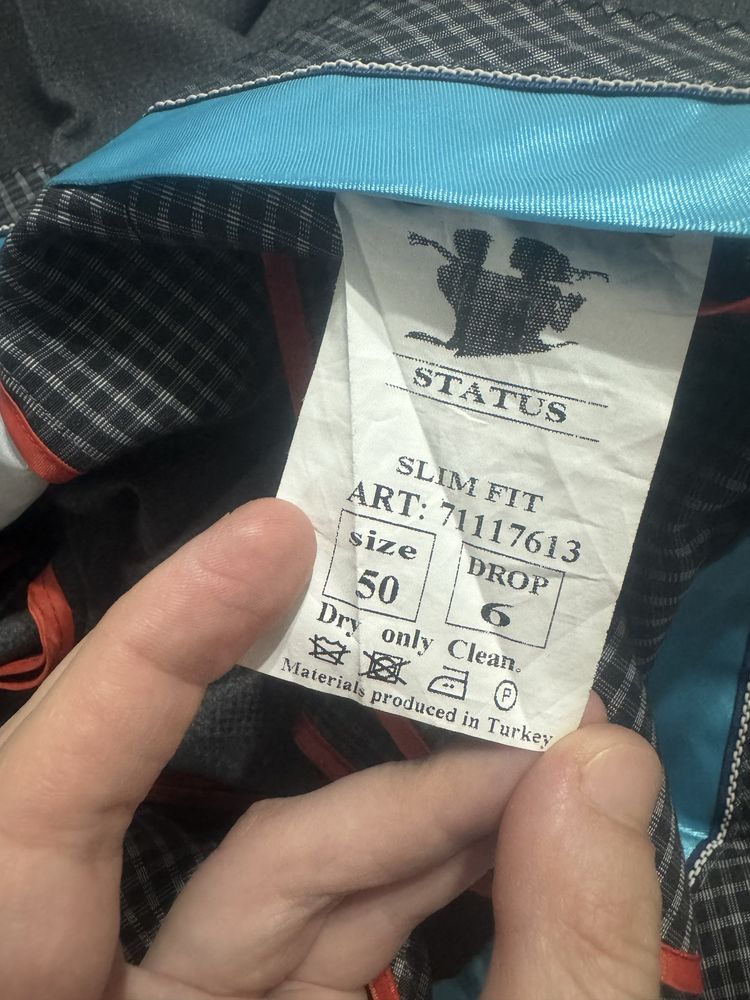 STATUS
SLIM FIT
ART: 71117613
size
50
DROP
6
Dry only Clean.
P
Materials produced in Turkey